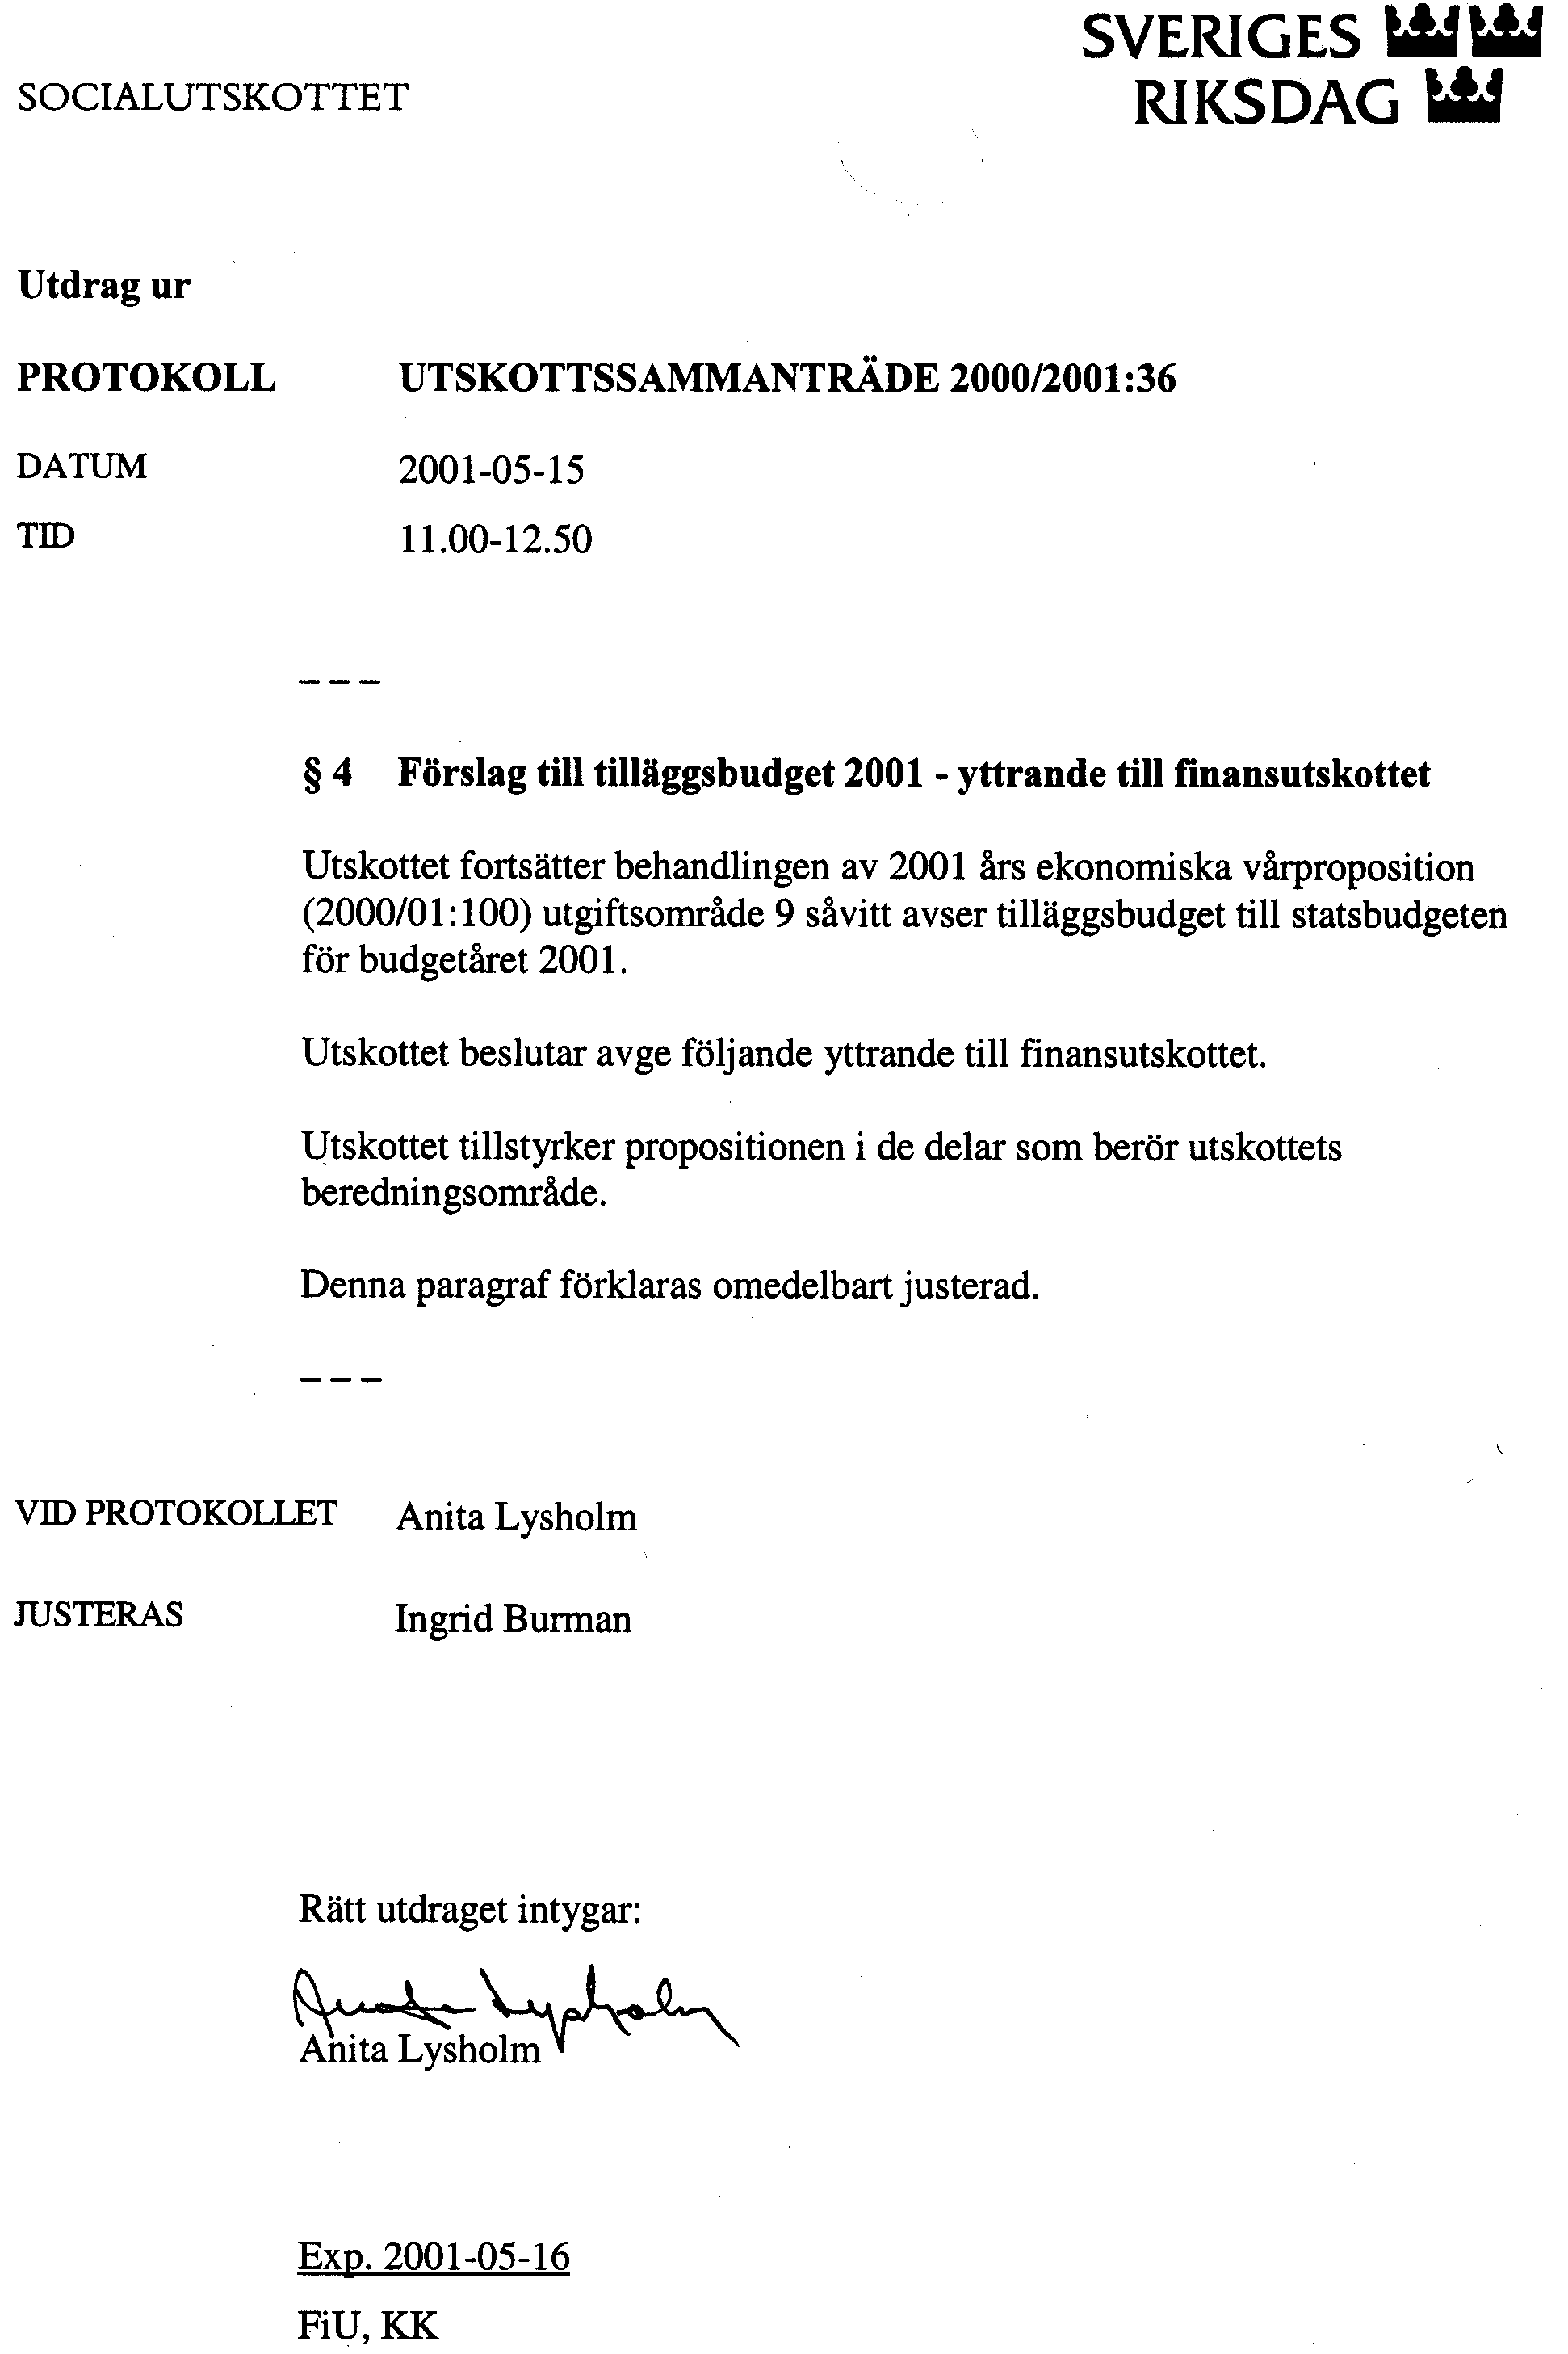 SOCIALUTSKOTTET
SVERIGES
RIKSDAG
Utdrag ur
PROTOKOLL UTSKOTTSSAMMANTRÄDE 2000/2001:36
DATUM 2001-05-15
TID 11.00-12.50
– – –
§ 4 Förslag till tilläggsbudget 2001 - yttrande till finansutskottet
Utskottet fortsätter behandlingen av 2001 års ekonomiska vårproposition
(2000/01:100) utgiftsområde 9 såvitt avser tilläggsbudget till statsbudgeten
för budgetåret 2001.
Utskottet beslutar avge följande yttrande till finansutskottet.
Utskottet tillstyrker propositionen i de delar som berör utskottets
beredningsområde.
Denna paragraf förklaras omedelbart justerad.
– – –
VID PROTOKOLLET Anita Lysholm
JUSTERAS Ingrid Burman
Rätt utdraget intygar:
Anita Lysholm
Anita Lysholm
Exp. 2001-05-16
FiU, KK